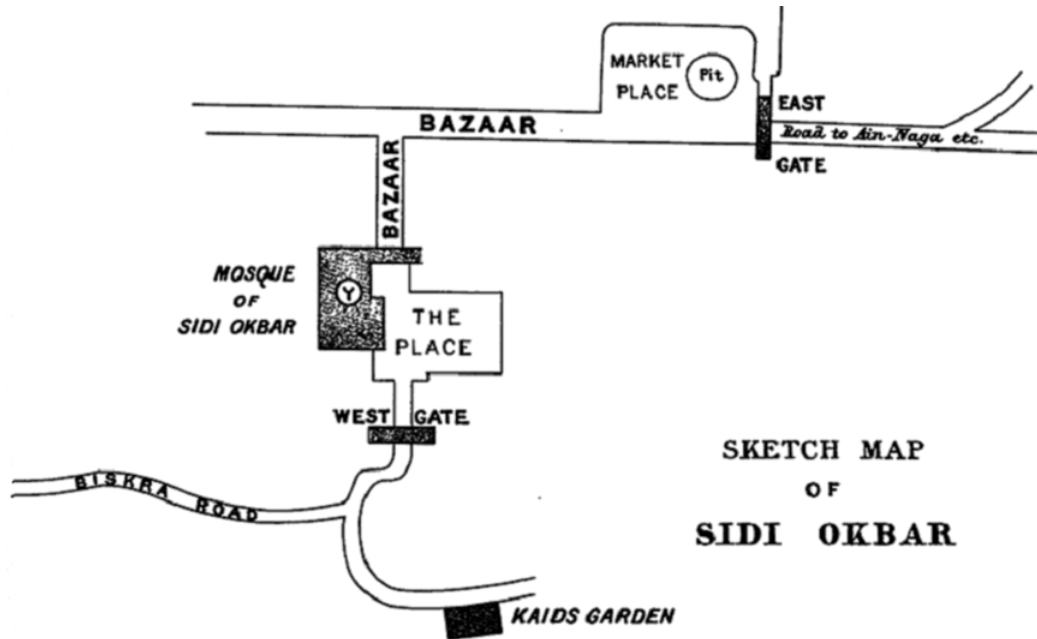 MARKET
PLACE
Pit
EAST
BAZAAR
Road to Ain-Naga etc.
GATE
BAZAAR
MOSQUE
OF
SIDI OKBAR
Y
THE
PLACE
WEST GATE
BISKRA ROAD
SKETCH MAP
OF
SIDI OKBAR
KAIDS GARDEN